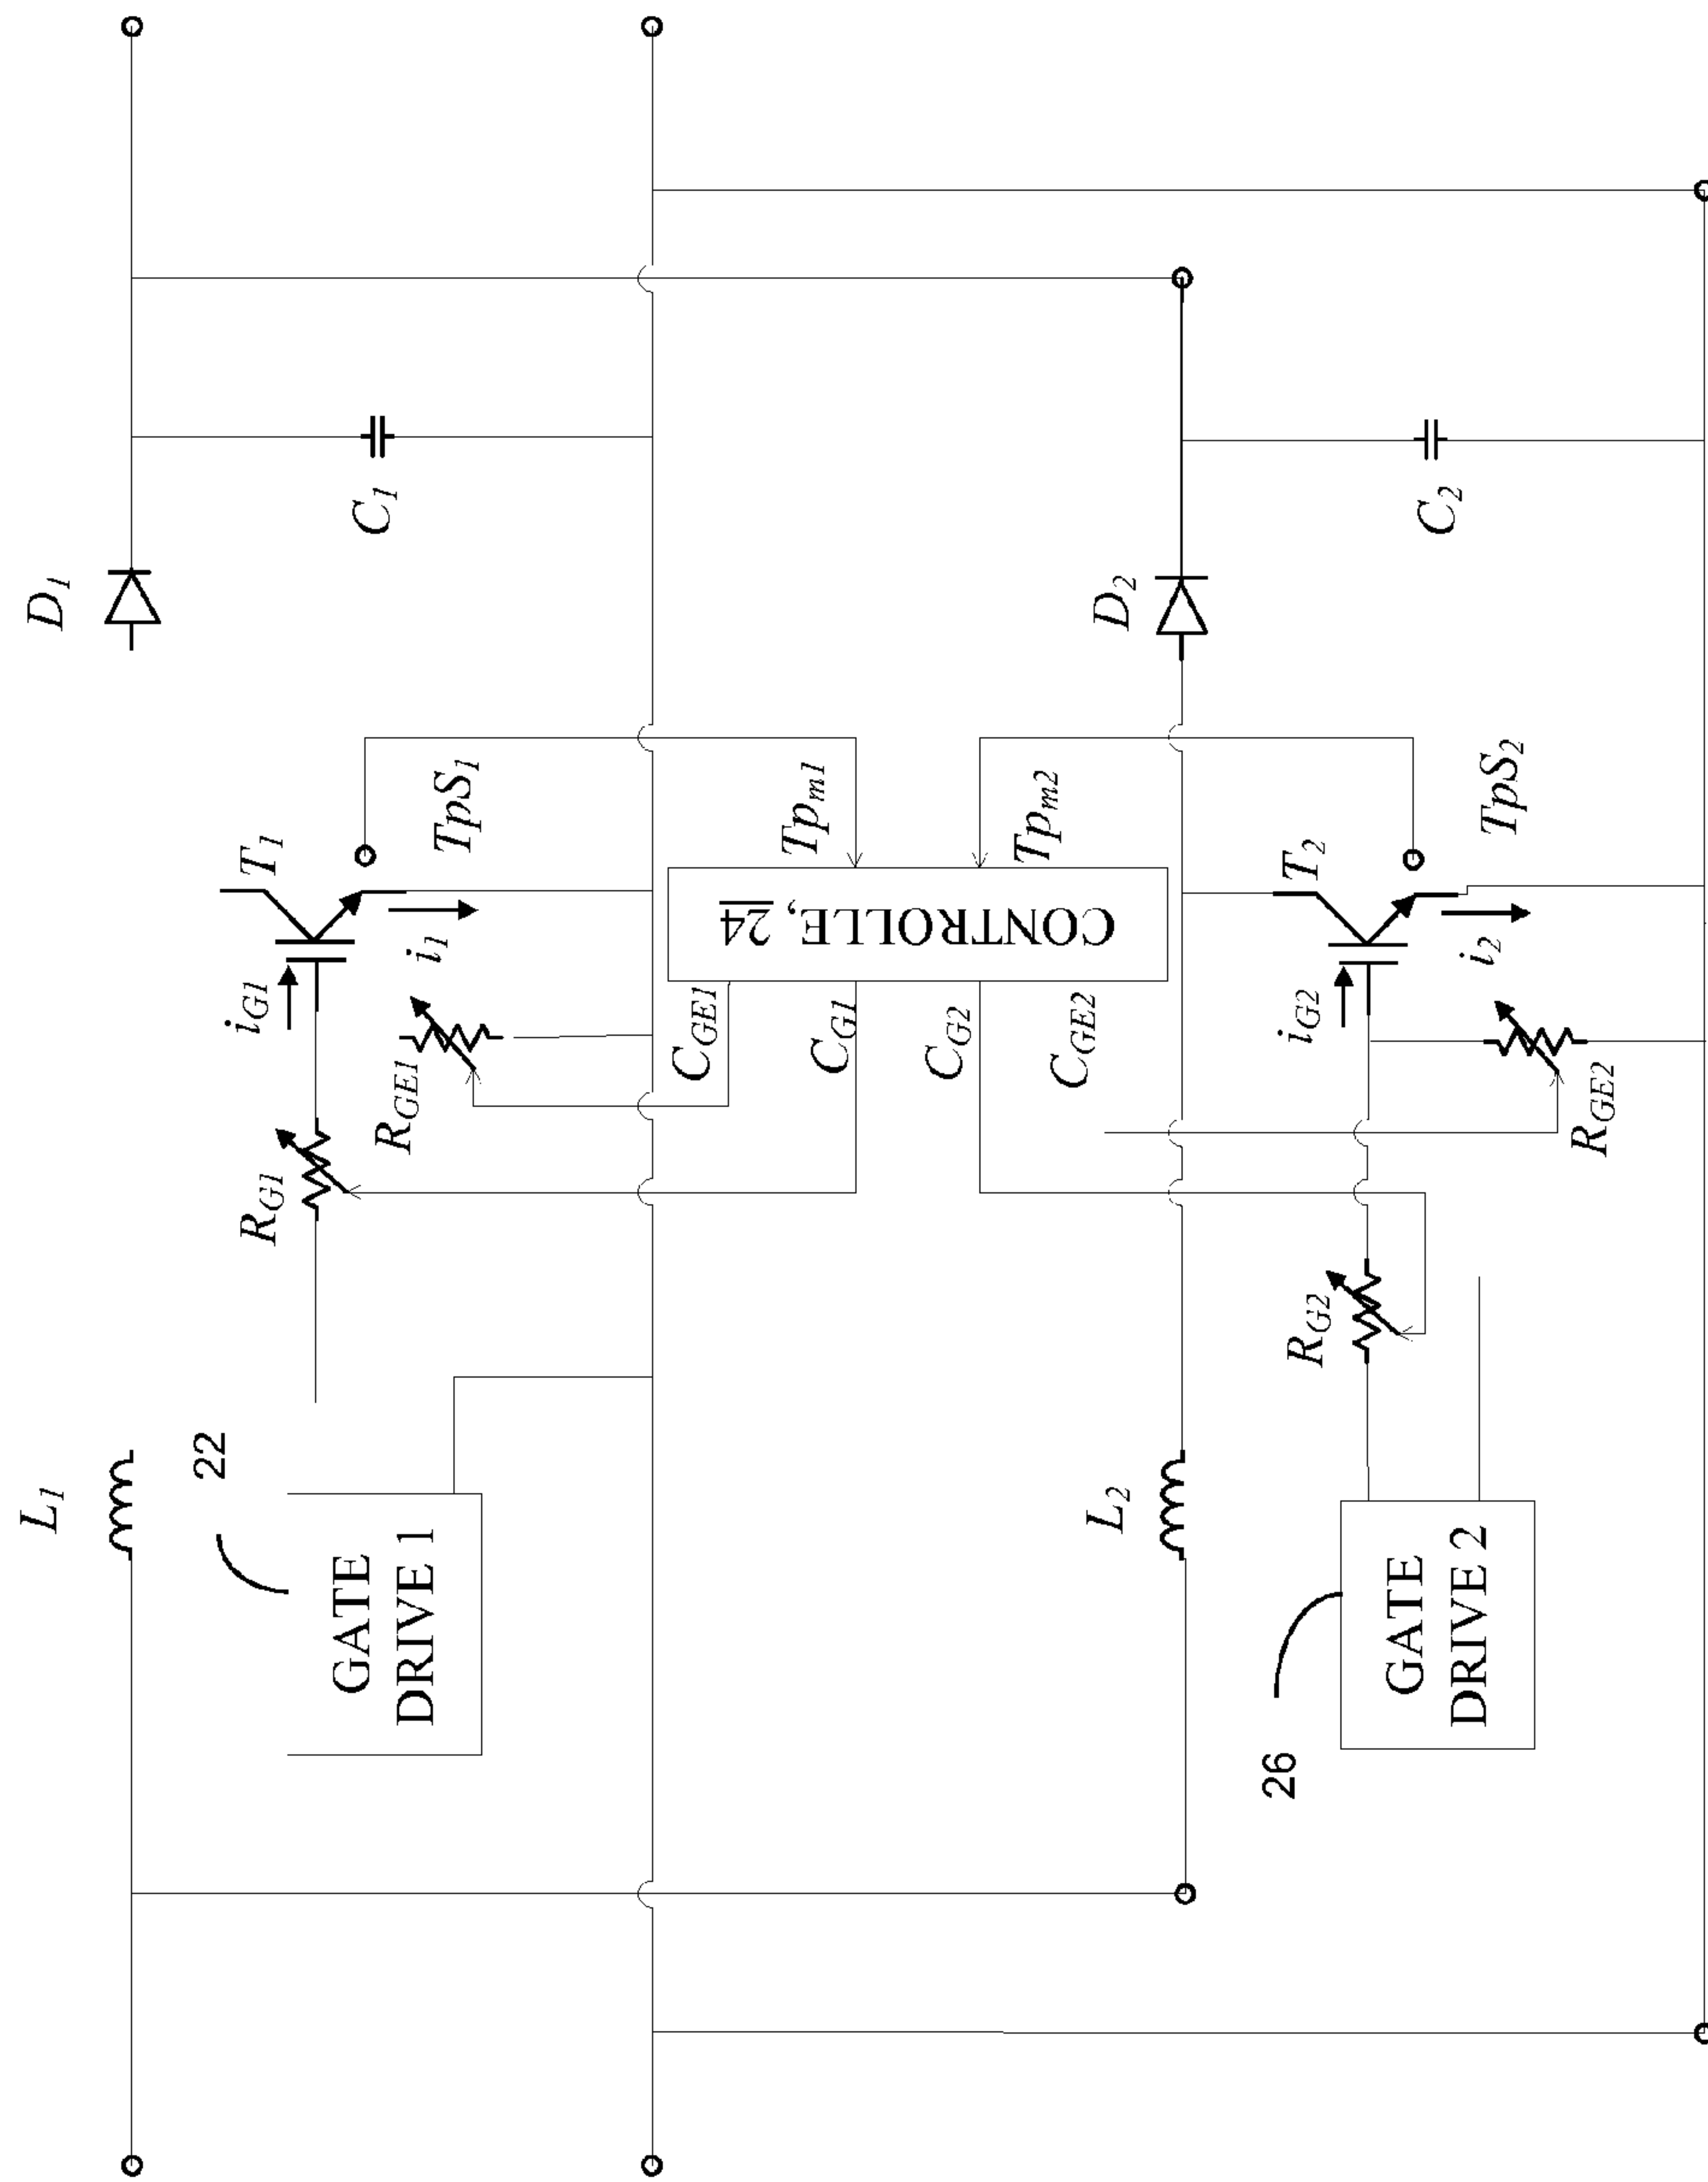 L1
D1
22
GATE
DRIVE 1
RG1
iG1
T1
RGE1
i1
TpS1
C1
CGE1
CG1
CG2
CGE2
CONTROLLE, 24
Tpm1
Tpm2
L2
D2
26
GATE
DRIVE 2
RG2
iG2
T2
RGE2
i2
TpS2
C2